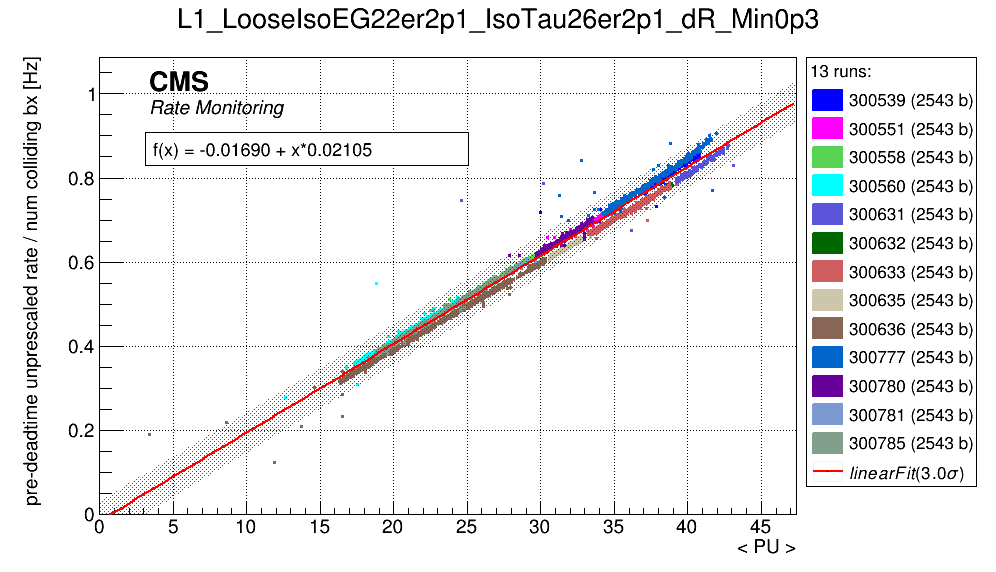 L1_LooseIsoEG22er2p1_IsoTau26er2p1_dR_Min0p3
pre-deadtime unprescaled rate / num colliding bx [Hz]
CMS
Rate Monitoring
f(x) = -0.01690 + x*0.02105
1
0.8
0.6
0.4
0.2
0
0 5 10 15 20 25 30 35 40 45
< PU >
13 runs:
300539 (2543 b)
300551 (2543 b)
300558 (2543 b)
300560 (2543 b)
300631 (2543 b)
300632 (2543 b)
300633 (2543 b)
300635 (2543 b)
300636 (2543 b)
300777 (2543 b)
300780 (2543 b)
300781 (2543 b)
300785 (2543 b)
linearFit(3.0σ)